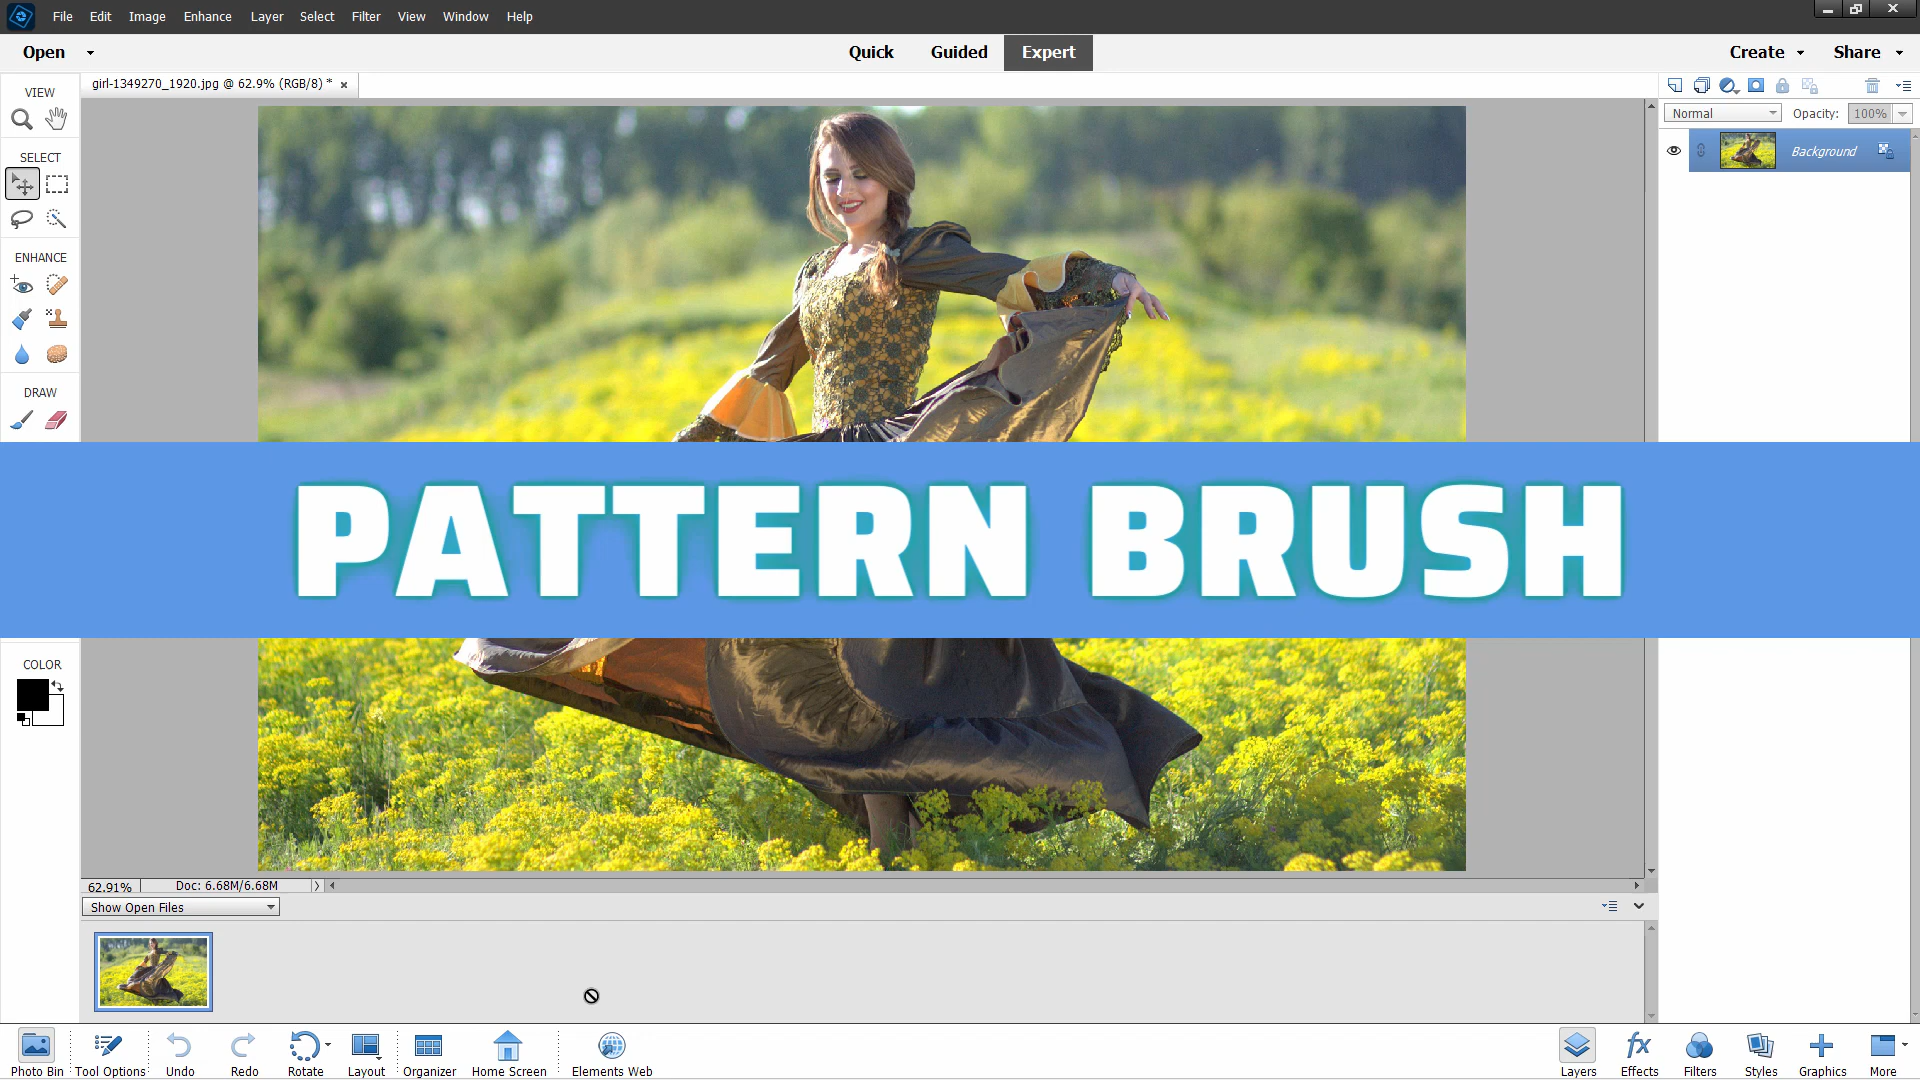 File Edit Image Enhance Layer Select Filter View Window Help
Open Quick Guided Expert Create Share
girl-1349270_1920.jpg @ 62.9% (RGB/8) *
VIEW
Normal Opacity: 100%
Background
SELECT
ENHANCE
DRAW
PATTERN BRUSH
COLOR
62.91% Doc: 6.68M/6.68M
Show Open Files
Photo Bin Tool Options Undo Redo Rotate Layout Organizer Home Screen Elements Web Layers Effects Filters Styles Graphics More